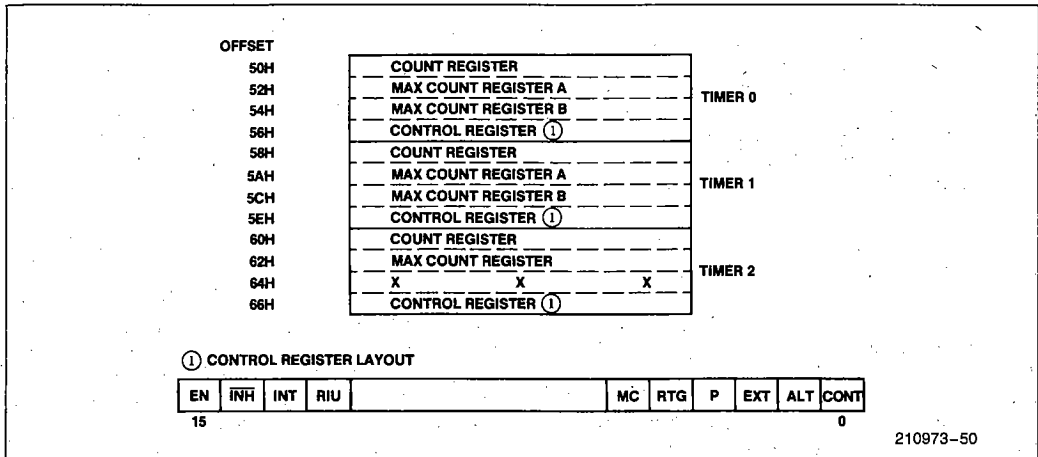 OFFSET
50H COUNT REGISTER
52H MAX COUNT REGISTER A
TIMER 0
54H MAX COUNT REGISTER B
56H CONTROL REGISTER ①
58H COUNT REGISTER
5AH MAX COUNT REGISTER A
TIMER 1
5CH MAX COUNT REGISTER B
5EH CONTROL REGISTER ①
60H COUNT REGISTER
62H MAX COUNT REGISTER
TIMER 2
64H X X X
66H CONTROL REGISTER ①
① CONTROL REGISTER LAYOUT
EN INH INT RIU MC RTG P EXT ALT CONT
15 0
210973–50